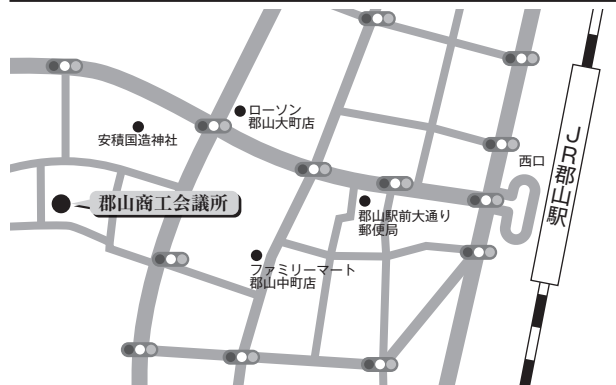 ローソン
郡山大町店
安積国造神社
西口
JR郡山駅
郡山商工会議所
郡山駅前大通り
郵便局
ファミリーマート
郡山中町店